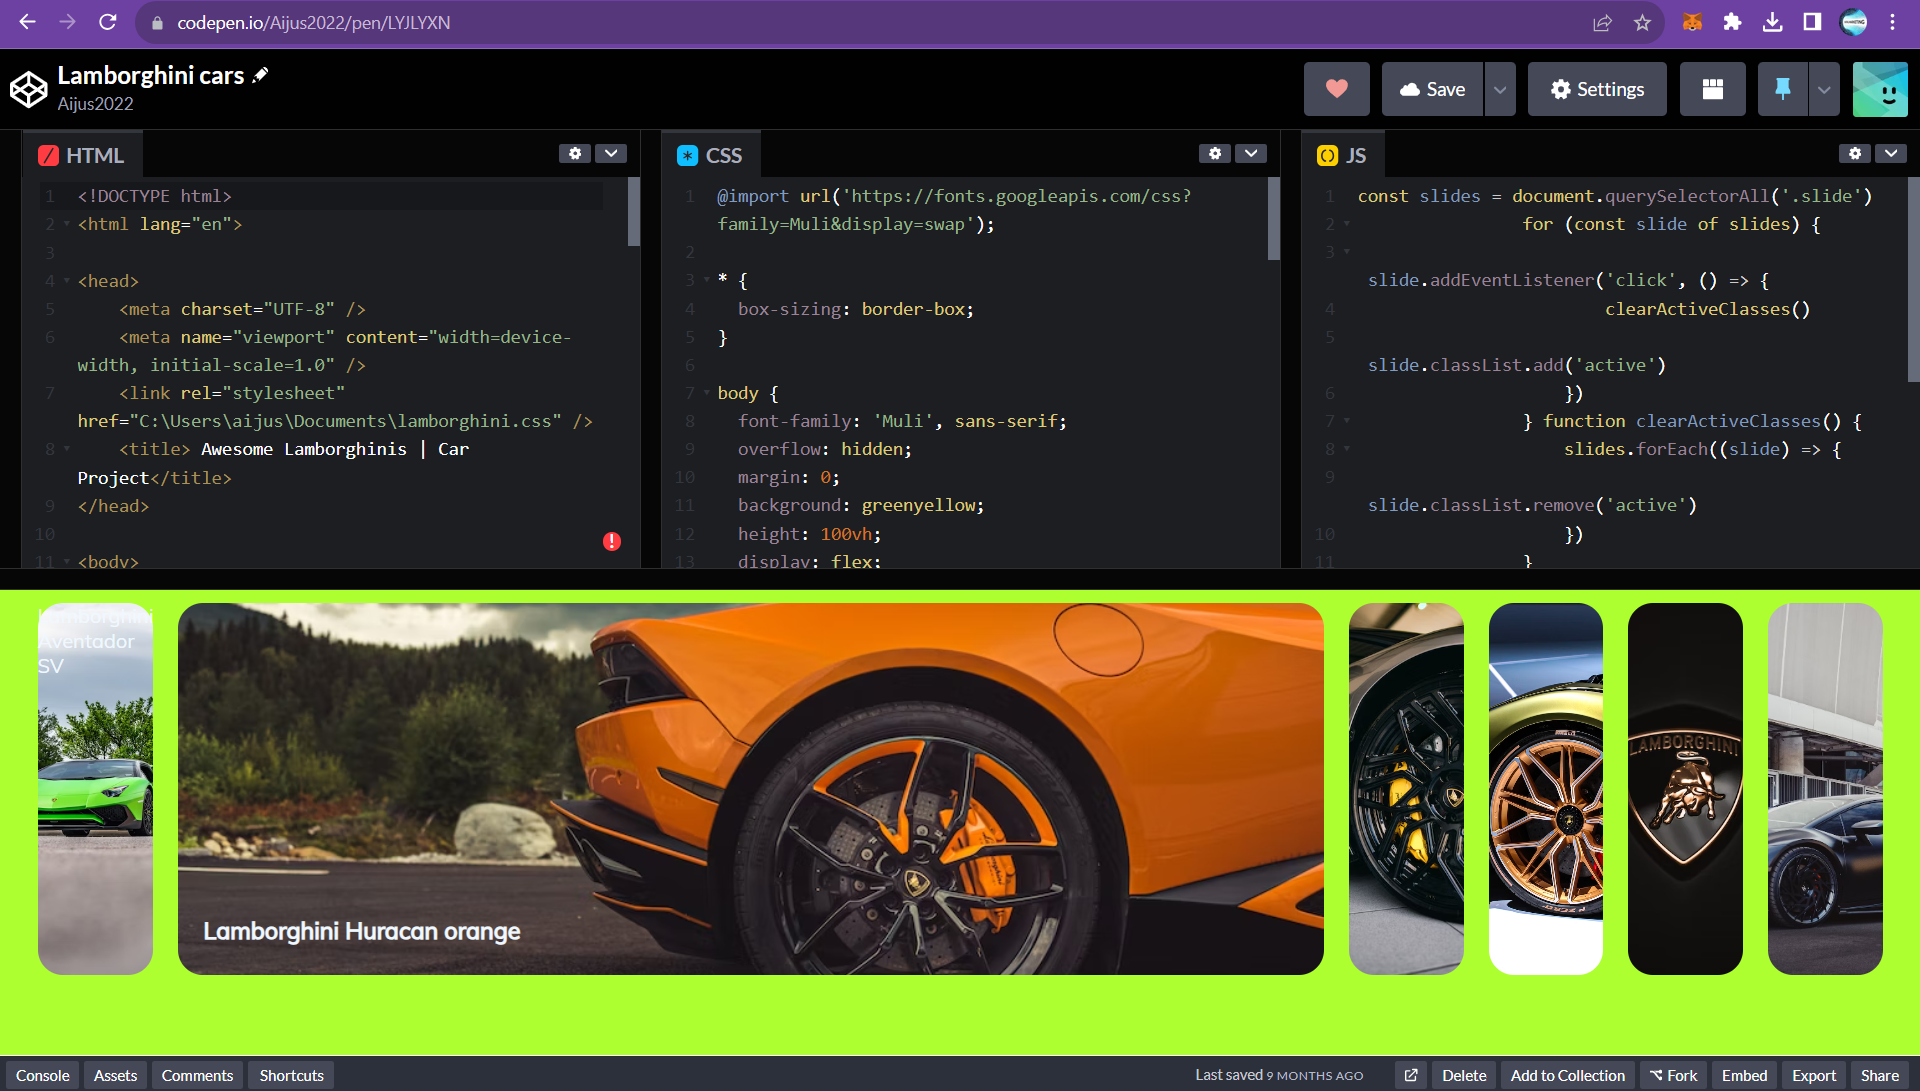 codepen.io/Aijus2022/pen/LYJLYXN
Lamborghini cars
Aijus2022
Save
Settings
HTML
1 <!DOCTYPE html>
2 <html lang="en">
3
4 <head>
5 <meta charset="UTF-8" />
6 <meta name="viewport" content="width=device-
width, initial-scale=1.0" />
7 <link rel="stylesheet"
href="C:\Users\aijus\Documents\lamborghini.css" />
8 <title> Awesome Lamborghinis | Car
Project</title>
9 </head>
10
11 <body>
CSS
1 @import url('https://fonts.googleapis.com/css?
family=Muli&display=swap');
2
3 * {
4 box-sizing: border-box;
5 }
6
7 body {
8 font-family: 'Muli', sans-serif;
9 overflow: hidden;
10 margin: 0;
11 background: greenyellow;
12 height: 100vh;
13 display: flex;
JS
1 const slides = document.querySelectorAll('.slide')
2 for (const slide of slides) {
3
slide.addEventListener('click', () => {
4 clearActiveClasses()
5
slide.classList.add('active')
6 })
7 } function clearActiveClasses() {
8 slides.forEach((slide) => {
9
slide.classList.remove('active')
10 })
11 }
Lamborghini
Aventador
SV
Lamborghini Huracan orange
PIRELLI
P ZERO
LAMBORGHINI
Console
Assets
Comments
Shortcuts
Last saved 9 MONTHS AGO
Delete
Add to Collection
Fork
Embed
Export
Share